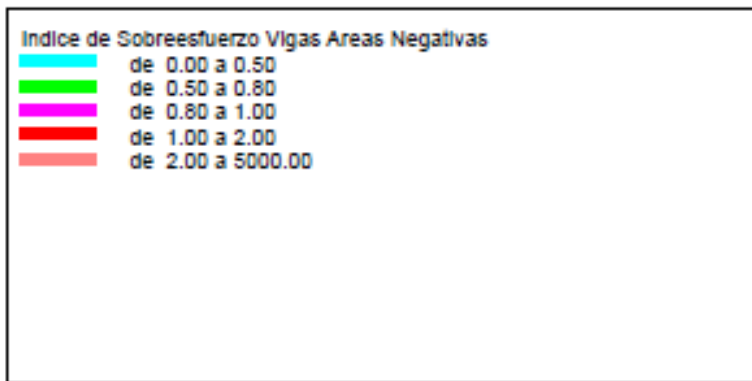 Indice de Sobreesfuerzo Vigas Areas Negativas
de 0.00 a 0.50
de 0.50 a 0.80
de 0.80 a 1.00
de 1.00 a 2.00
de 2.00 a 5000.00